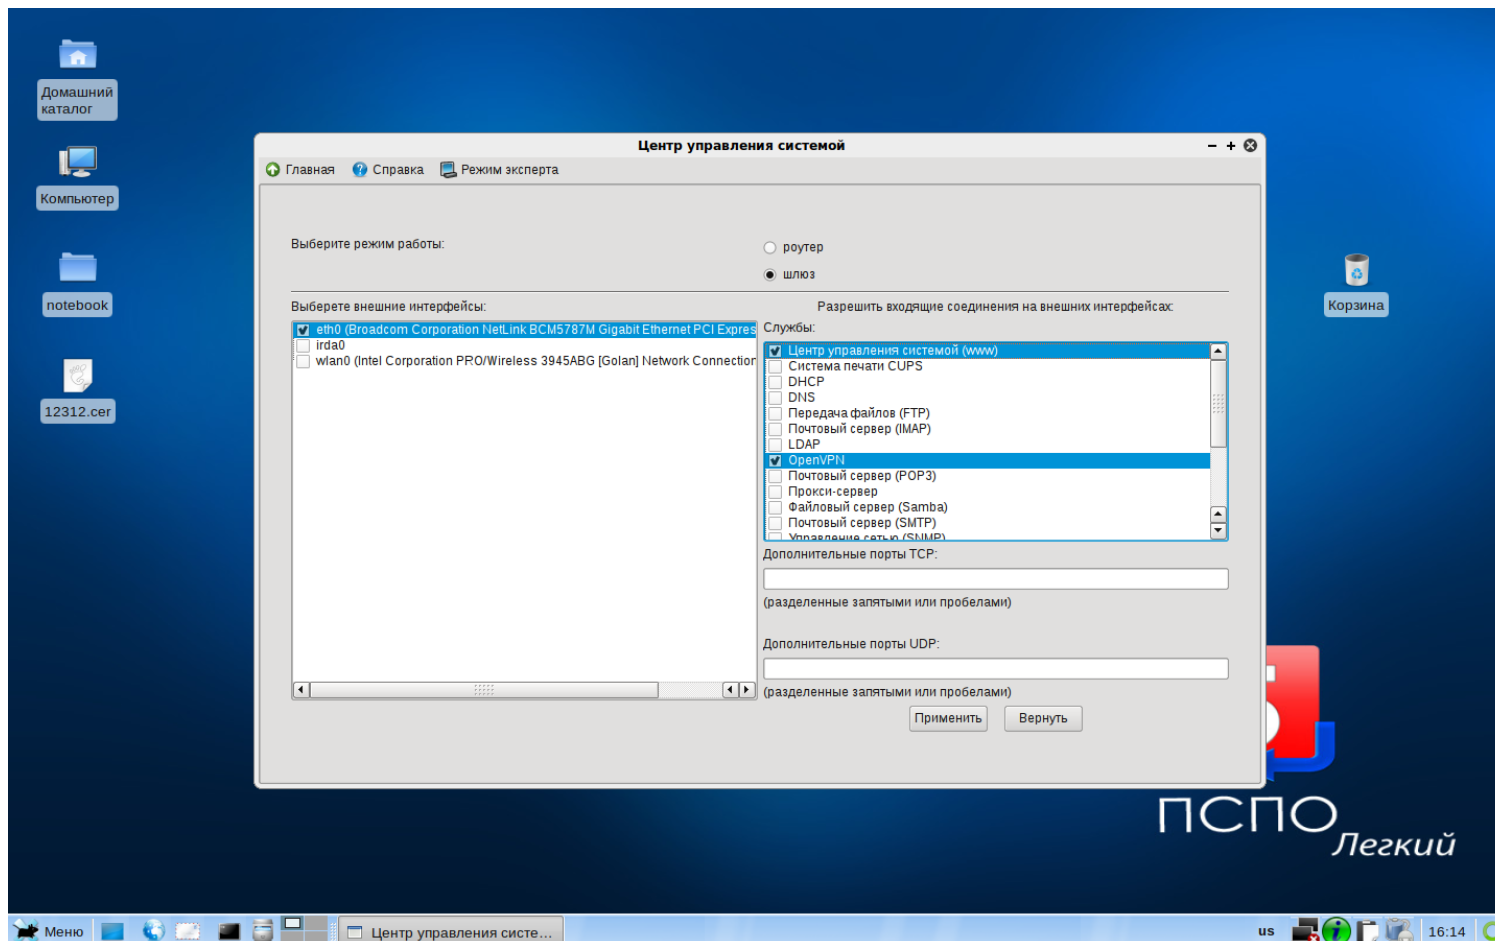 Домашний
каталог
Компьютер
notebook
12312.cer
Корзина
Центр управления системой
Главная
Справка
Режим эксперта
Выберите режим работы:
роутер
шлюз
Выберете внешние интерфейсы:
eth0 (Broadcom Corporation NetLink BCM5787M Gigabit Ethernet PCI Expres
irda0
wlan0 (Intel Corporation PRO/Wireless 3945ABG [Golan] Network Connection
Разрешить входящие соединения на внешних интерфейсах:
Службы:
Центр управления системой (www)
Система печати CUPS
DHCP
DNS
Передача файлов (FTP)
Почтовый сервер (IMAP)
LDAP
OpenVPN
Почтовый сервер (POP3)
Прокси-сервер
Файловый сервер (Samba)
Почтовый сервер (SMTP)
Управление сетью (SNMP)
Дополнительные порты TCP:
(разделенные запятыми или пробелами)
Дополнительные порты UDP:
(разделенные запятыми или пробелами)
Применить
Вернуть
ПСПО
Легкий
Меню
Центр управления систе...
us
16:14